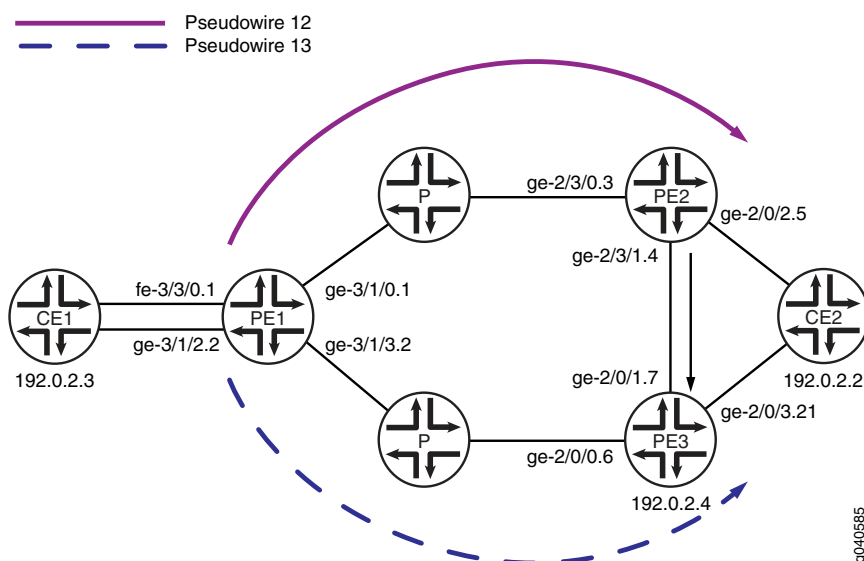 Pseudowire 12
Pseudowire 13
P
ge-2/3/0.3
PE2
ge-2/0/2.5
ge-2/3/1.4
fe-3/3/0.1
ge-3/1/0.1
CE1
PE1
CE2
ge-3/1/2.2
ge-3/1/3.2
192.0.2.3
192.0.2.2
ge-2/0/1.7
ge-2/0/3.21
P
ge-2/0/0.6
PE3
192.0.2.4
g040585